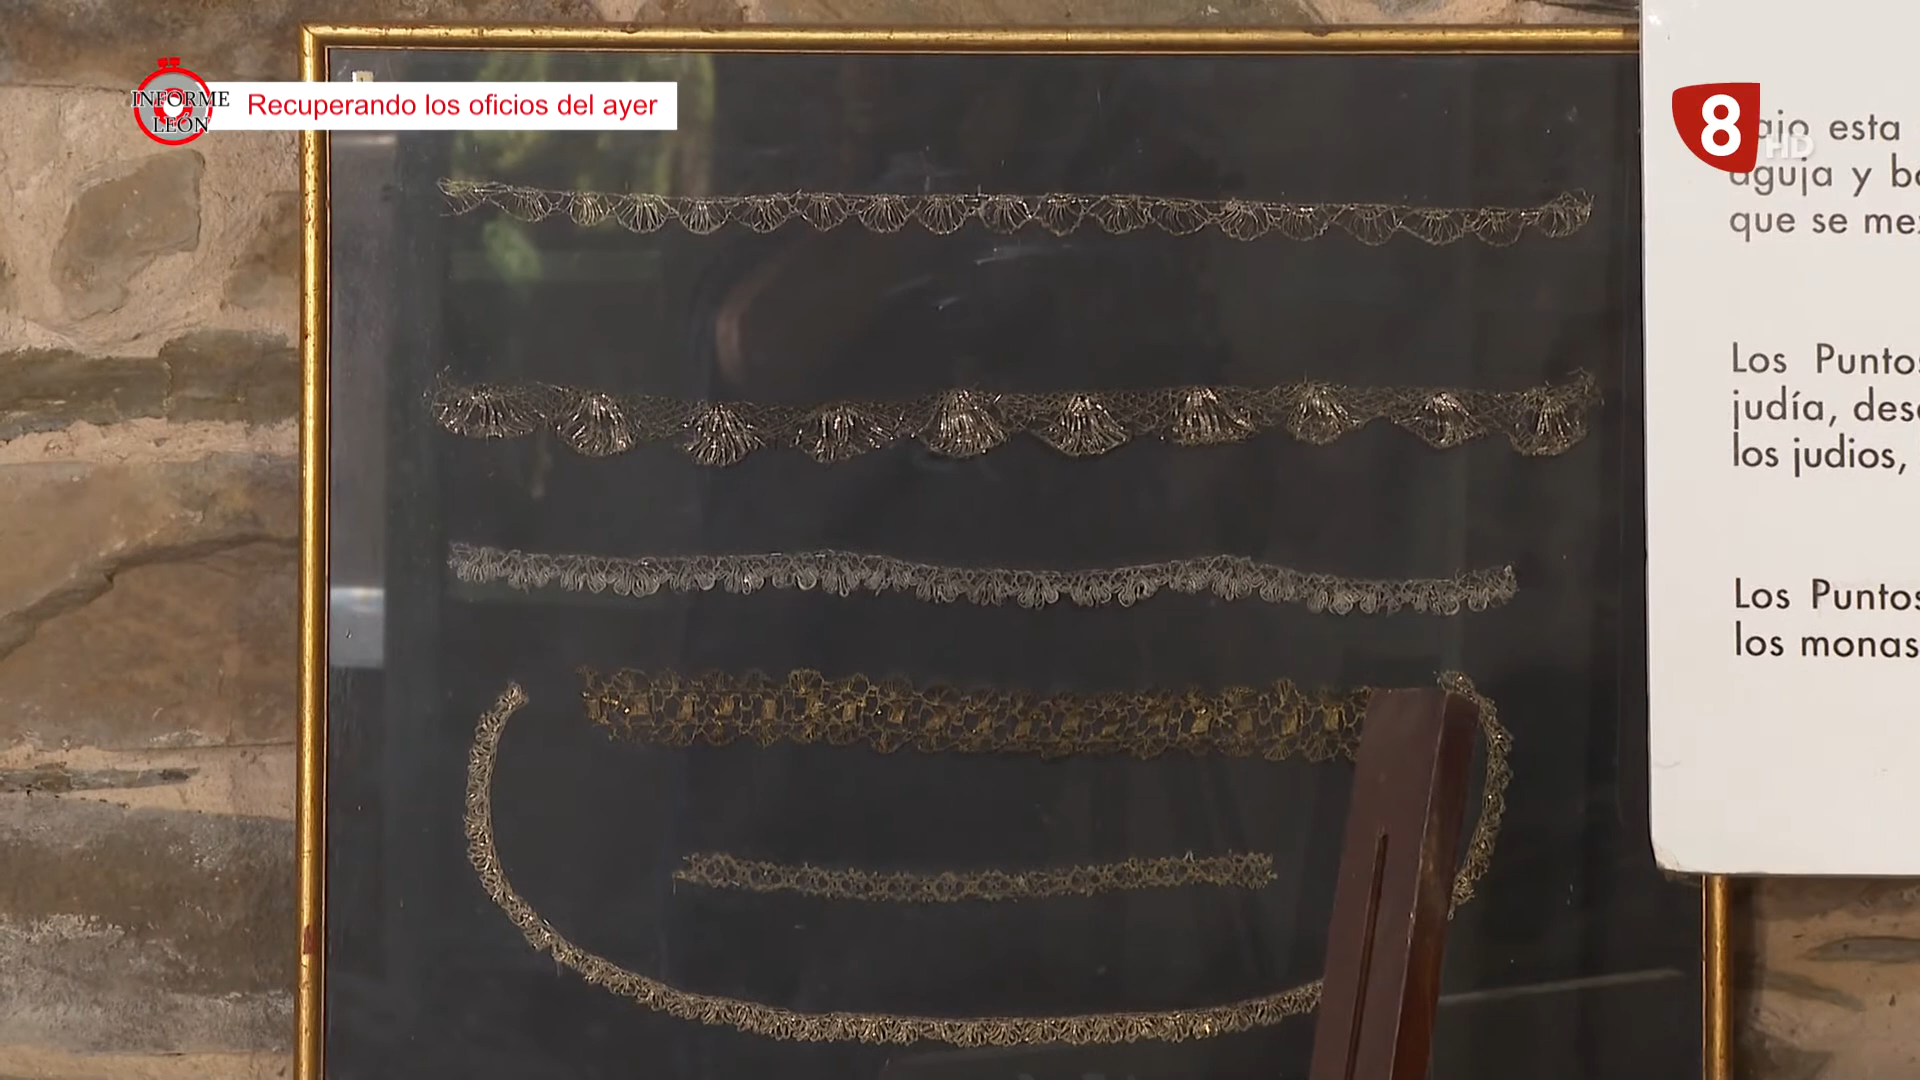 INFORME
LEÓN
Recuperando los oficios del ayer
8
HD
esta
aguja y
que se
Los Puntos
judía,
los judios,
Los Puntos
los